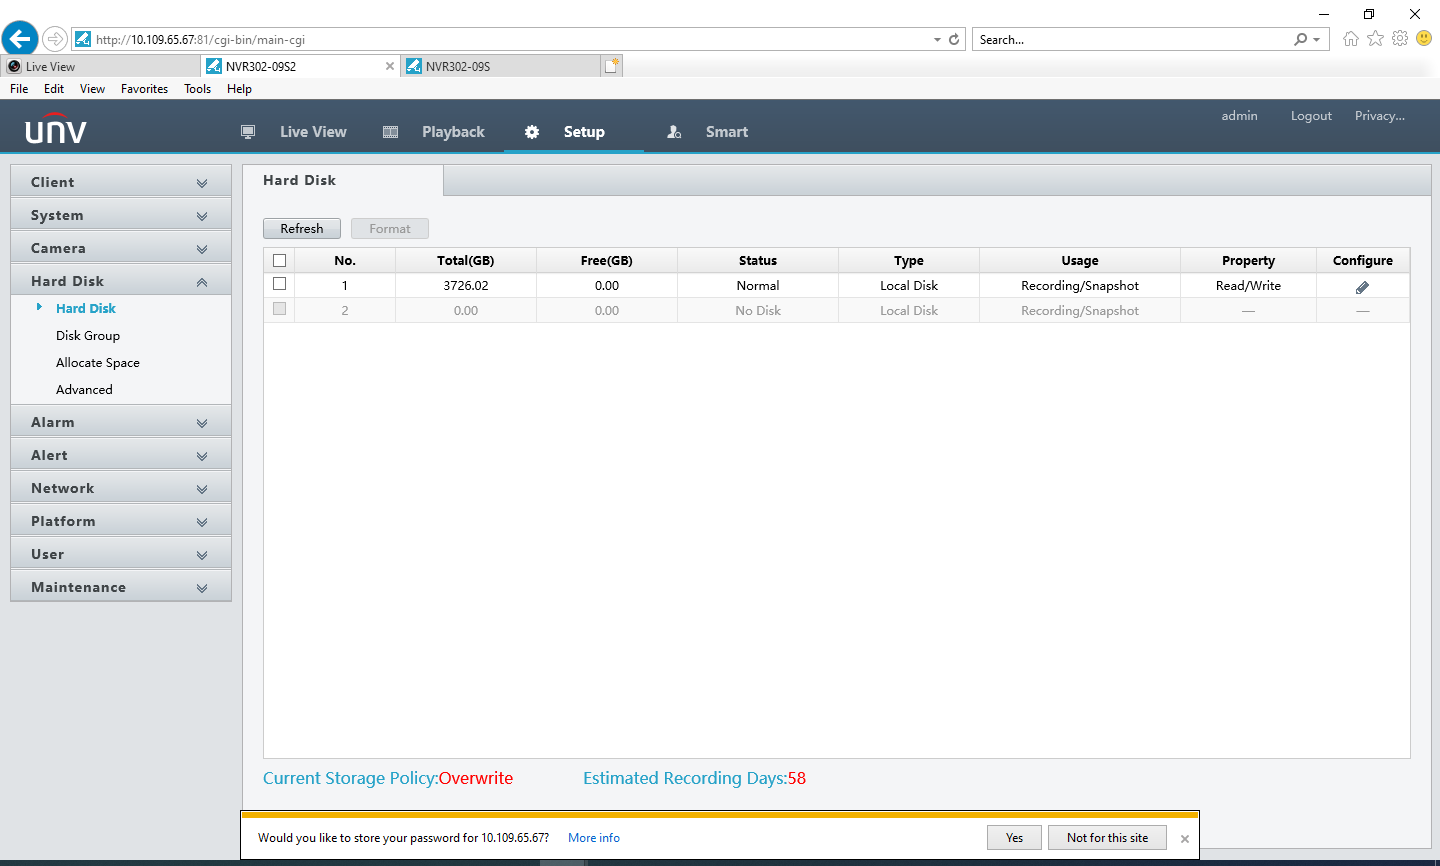 http://10.109.65.67:81/cgi-bin/main-cgi
Search...
Live View
NVR302-09S2
NVR302-09S
File Edit View Favorites Tools Help
unv
Live View
Playback
Setup
Smart
admin
Logout
Privacy...
Client
System
Camera
Hard Disk
Hard Disk
Disk Group
Allocate Space
Advanced
Alarm
Alert
Network
Platform
User
Maintenance
Hard Disk
Refresh Format
No. Total(GB) Free(GB) Status Type Usage Property Configure
1 3726.02 0.00 Normal Local Disk Recording/Snapshot Read/Write
2 0.00 0.00 No Disk Local Disk Recording/Snapshot — —
Current Storage Policy:Overwrite Estimated Recording Days:58
Would you like to store your password for 10.109.65.67? More info Yes Not for this site